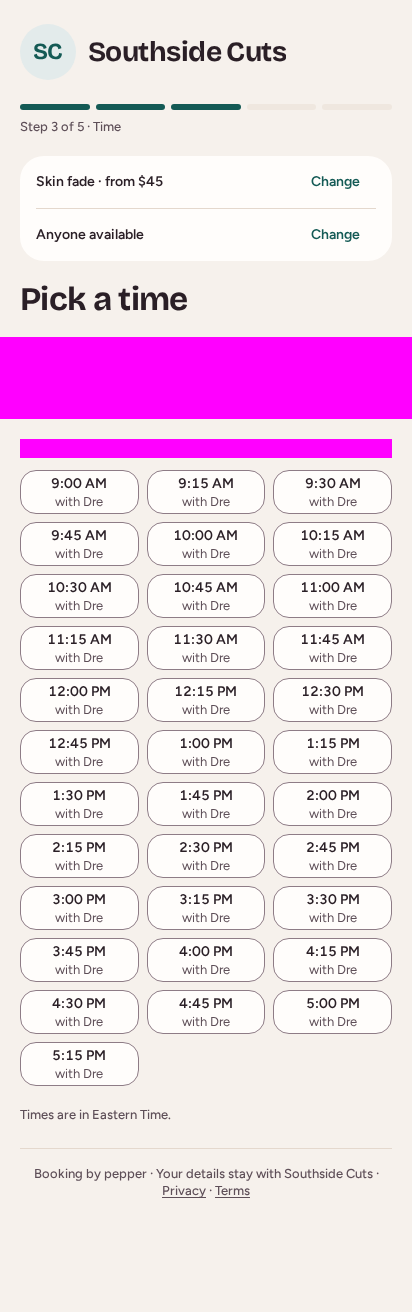 SC
Southside Cuts
Step 3 of 5 · Time
Skin fade · from $45 Change
Anyone available Change
Pick a time
9:00 AM 9:15 AM 9:30 AM
with Dre with Dre with Dre
9:45 AM 10:00 AM 10:15 AM
with Dre with Dre with Dre
10:30 AM 10:45 AM 11:00 AM
with Dre with Dre with Dre
11:15 AM 11:30 AM 11:45 AM
with Dre with Dre with Dre
12:00 PM 12:15 PM 12:30 PM
with Dre with Dre with Dre
12:45 PM 1:00 PM 1:15 PM
with Dre with Dre with Dre
1:30 PM 1:45 PM 2:00 PM
with Dre with Dre with Dre
2:15 PM 2:30 PM 2:45 PM
with Dre with Dre with Dre
3:00 PM 3:15 PM 3:30 PM
with Dre with Dre with Dre
3:45 PM 4:00 PM 4:15 PM
with Dre with Dre with Dre
4:30 PM 4:45 PM 5:00 PM
with Dre with Dre with Dre
5:15 PM
with Dre
Times are in Eastern Time.
Booking by pepper · Your details stay with Southside Cuts ·
Privacy · Terms